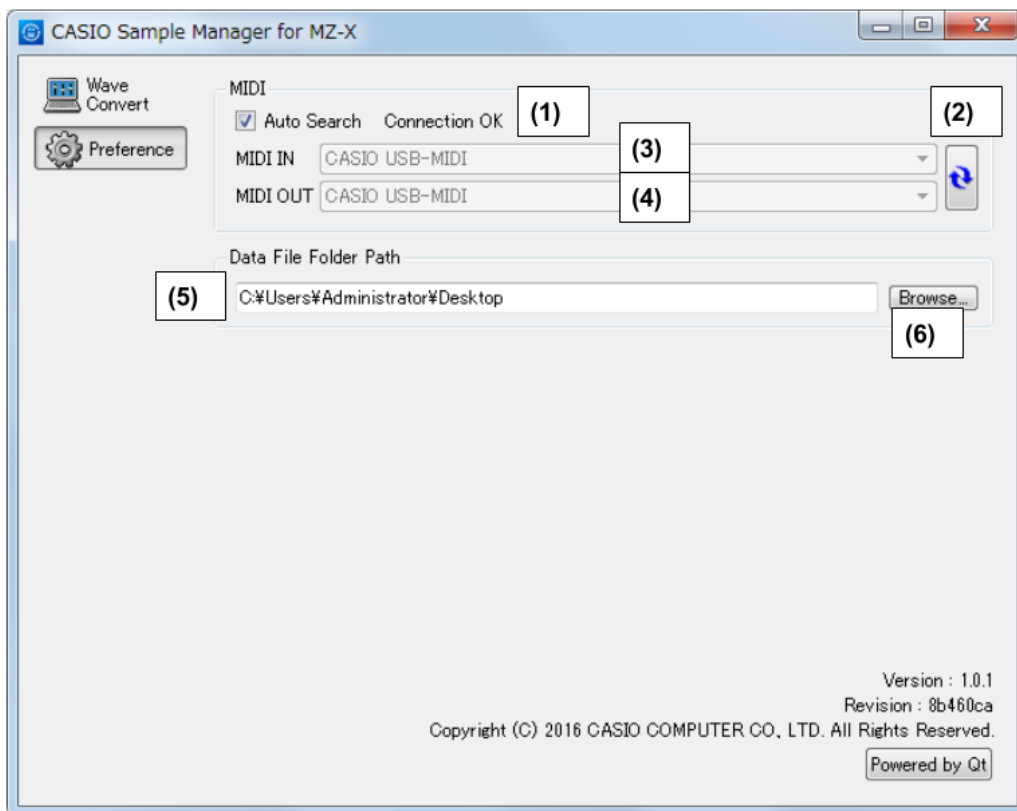 CASIO Sample Manager for MZ-X
Wave
Convert
Preference
MIDI
Auto Search Connection OK (1)
(2)
MIDI IN CASIO USB-MIDI (3)
MIDI OUT CASIO USB-MIDI (4)
Data File Folder Path
(5) C:¥Users¥Administrator¥Desktop Browse...
(6)
Version : 1.0.1
Revision : 8b460ca
Copyright (C) 2016 CASIO COMPUTER CO., LTD. All Rights Reserved.
Powered by Qt